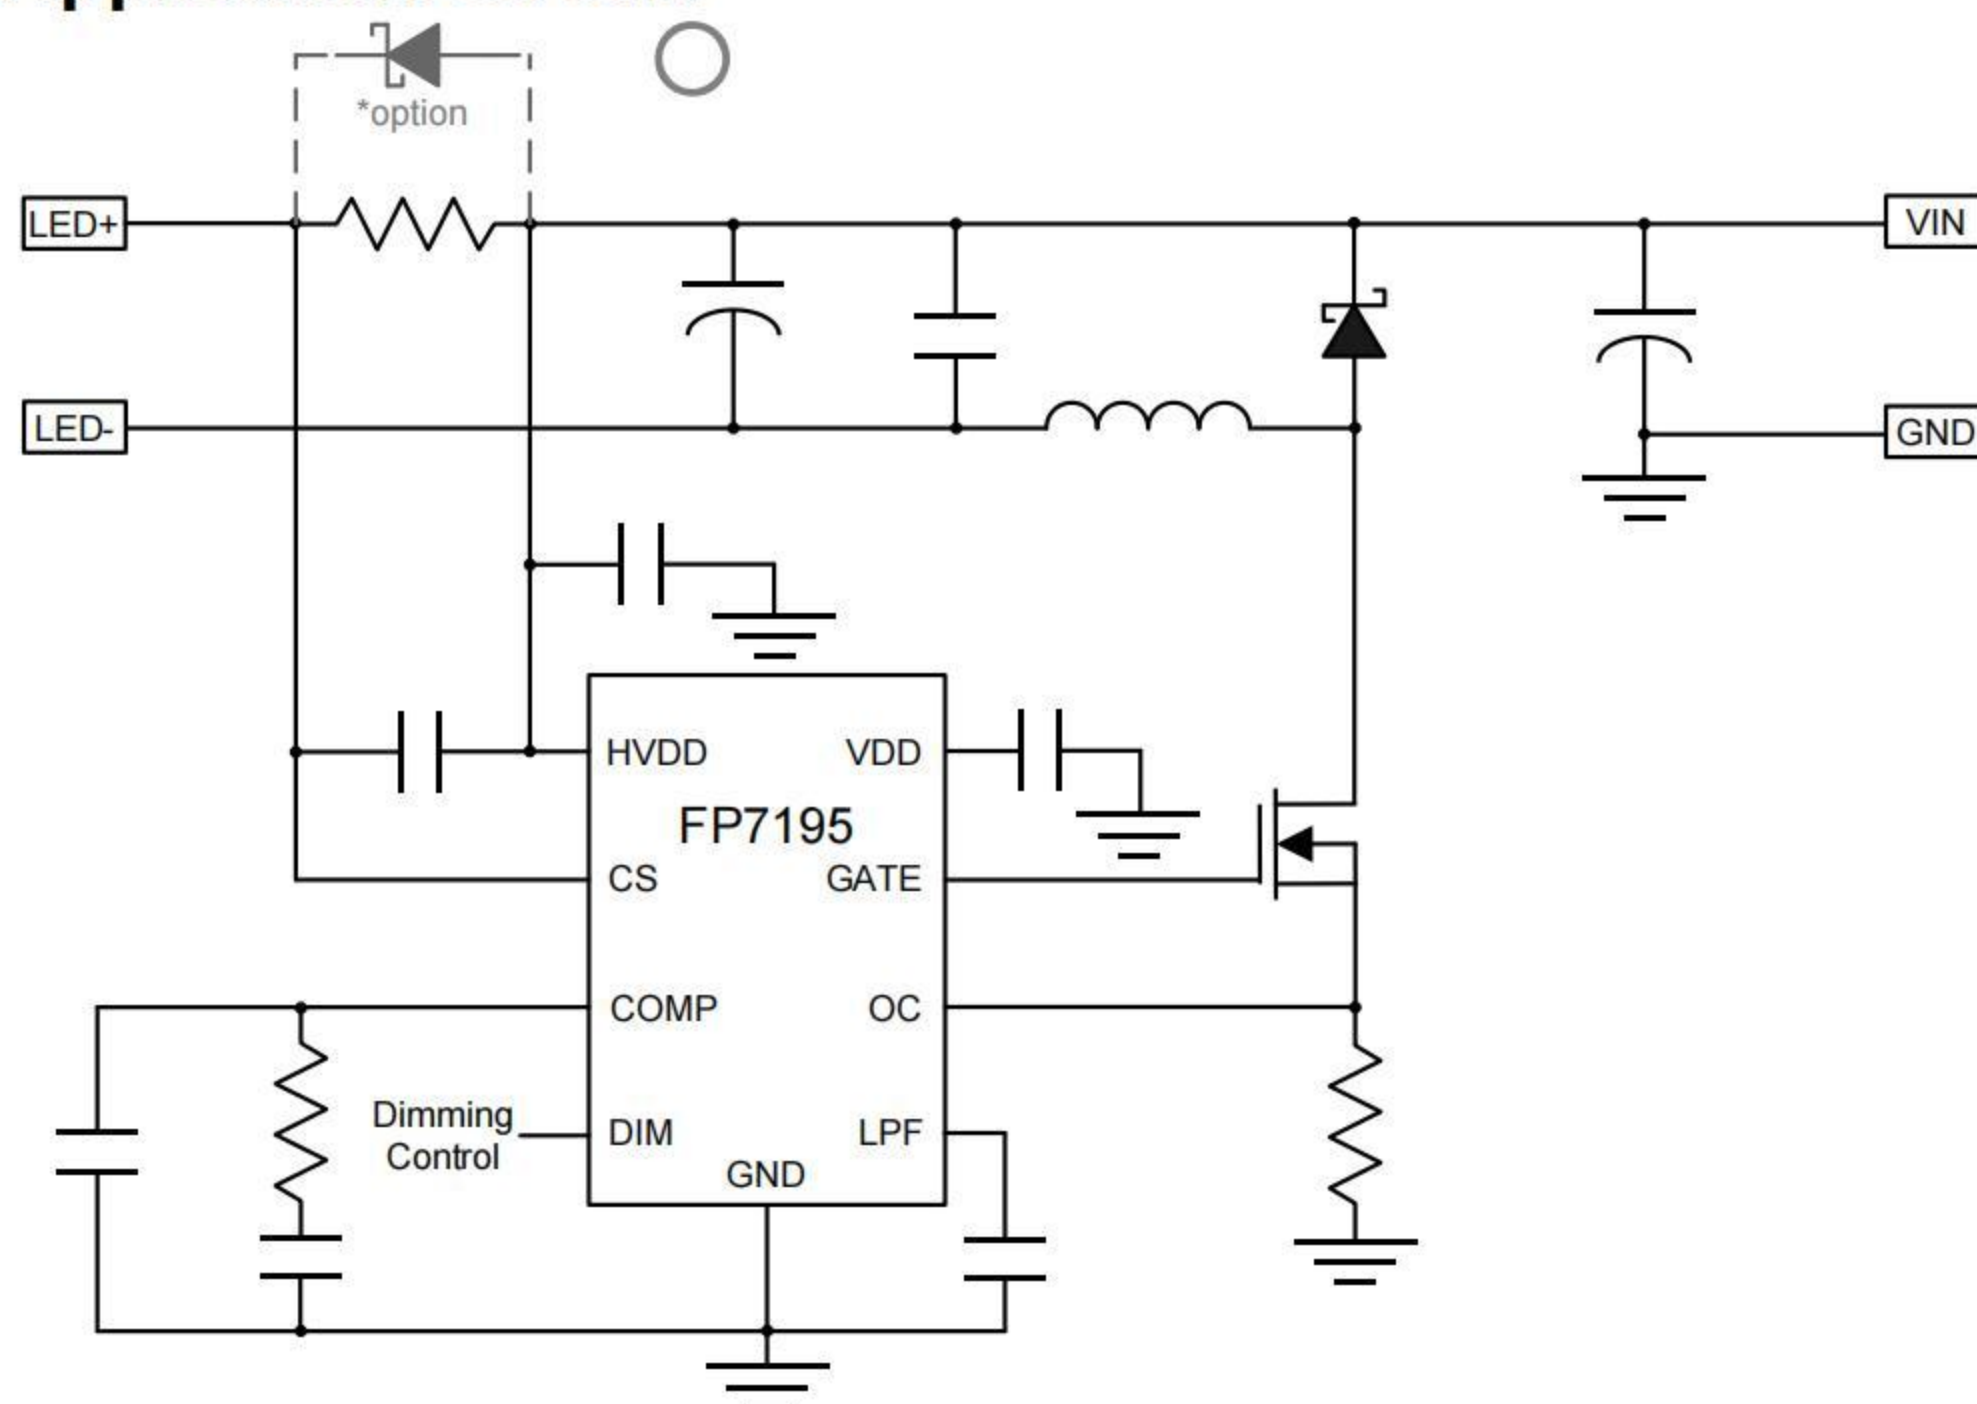 *option
LED+
VIN
LED-
GND
HVDD
VDD
FP7195
CS
GATE
COMP
OC
Dimming
Control
DIM
LPF
GND